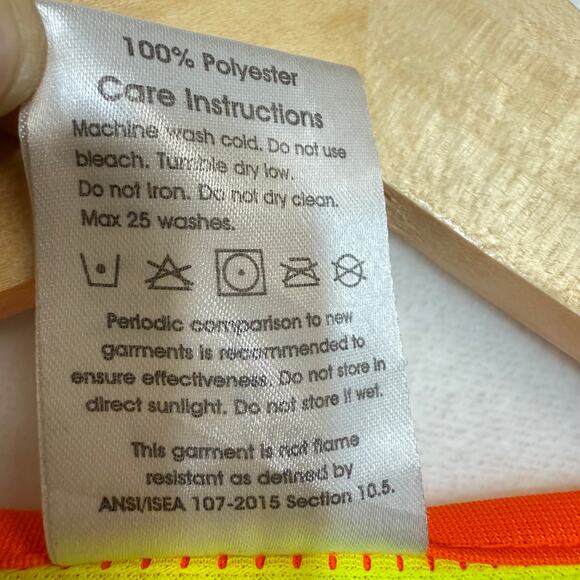 100% Polyester
Care Instructions
Machine wash cold. Do not use
bleach. Tumble dry low.
Do not Iron. Do not dry clean.
Max 25 washes.
Periodic comparison to new
garments is recommended to
ensure effectiveness. Do not store in
direct sunlight. Do not store if wet.
This garment is not flame
resistant as defined by
ANSI/ISEA 107-2015 Section 10.5.